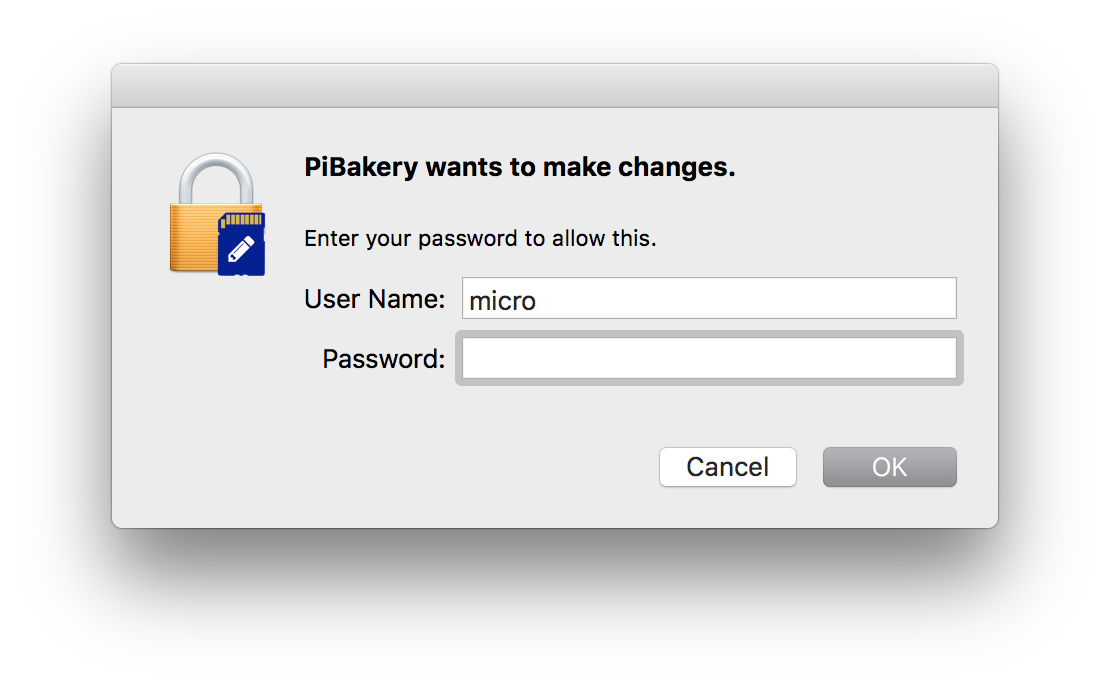 PiBakery wants to make changes.
Enter your password to allow this.
User Name: micro
Password:
Cancel OK